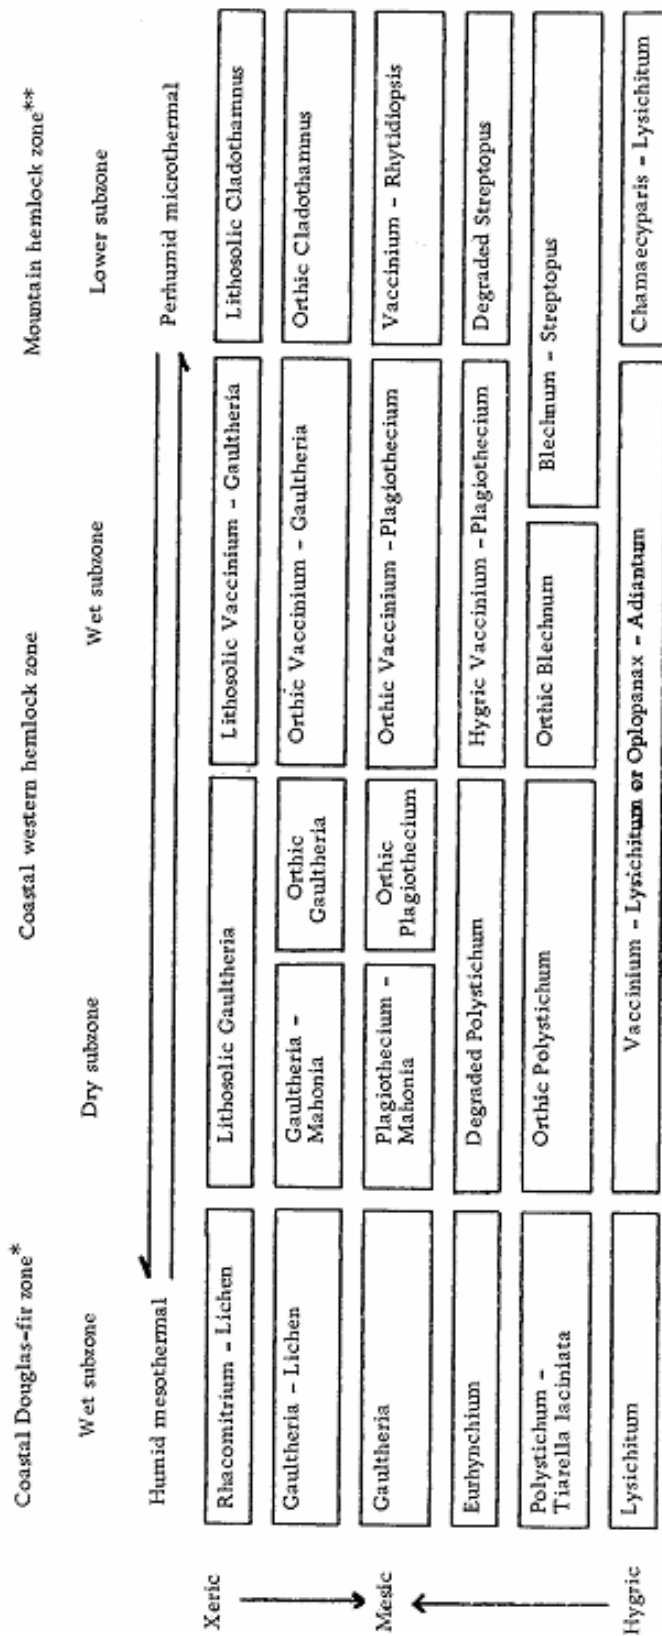 Coastal Douglas-fir zone*
Coastal western hemlock zone
Mountain hemlock zone**
Wet subzone
Dry subzone
Wet subzone
Lower subzone
Humid mesothermal
Perhumid microthermal
Xeric
Rhacomitrium - Lichen
Lithosolic Gaultheria
Lithosolic Vaccinium - Gaultheria
Lithosolic Cladothamnus
Gaultheria - Lichen
Gaultheria -
Mahonia
Orthic
Gaultheria
Orthic Vaccinium - Gaultheria
Orthic Cladothamnus
Mesic
Gaultheria
Plagiothecium -
Mahonia
Orthic
Plagiothecium
Orthic Vaccinium - Plagiothecium
Vaccinium - Rhytidiopsis
Eurhynchium
Degraded Polystichum
Hygric Vaccinium - Plagiothecium
Degraded Streptopus
Polystichum -
Tiarella laciniata
Orthic Polystichum
Orthic Blechnum
Blechnum - Streptopus
Hygric
Lysichitum
Vaccinium - Lysichitum or Oplopanax - Adiantum
Chamaecyparis - Lysichitum